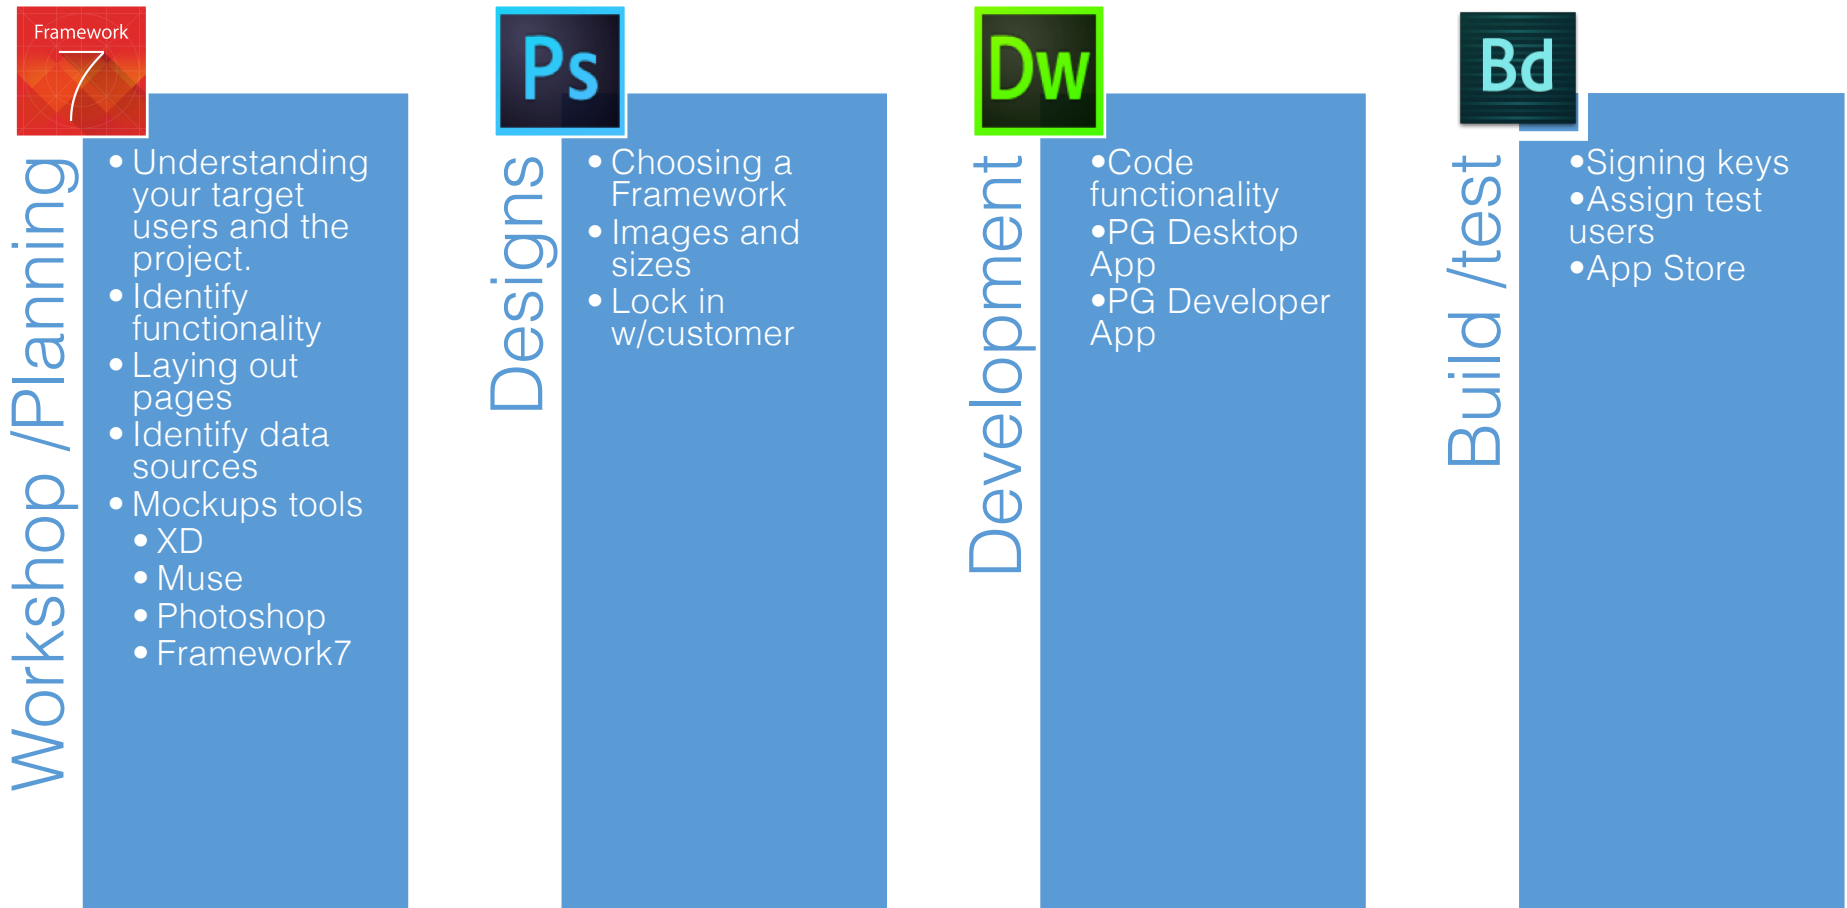 Framework
7
Workshop /Planning
• Understanding
your target
users and the
project.
• Identify
functionality
• Laying out
pages
• Identify data
sources
• Mockups tools
• XD
• Muse
• Photoshop
• Framework7
Ps
Designs
• Choosing a
Framework
• Images and
sizes
• Lock in
w/customer
Dw
Development
•Code
functionality
•PG Desktop
App
•PG Developer
App
Bd
Build /test
•Signing keys
•Assign test
users
•App Store